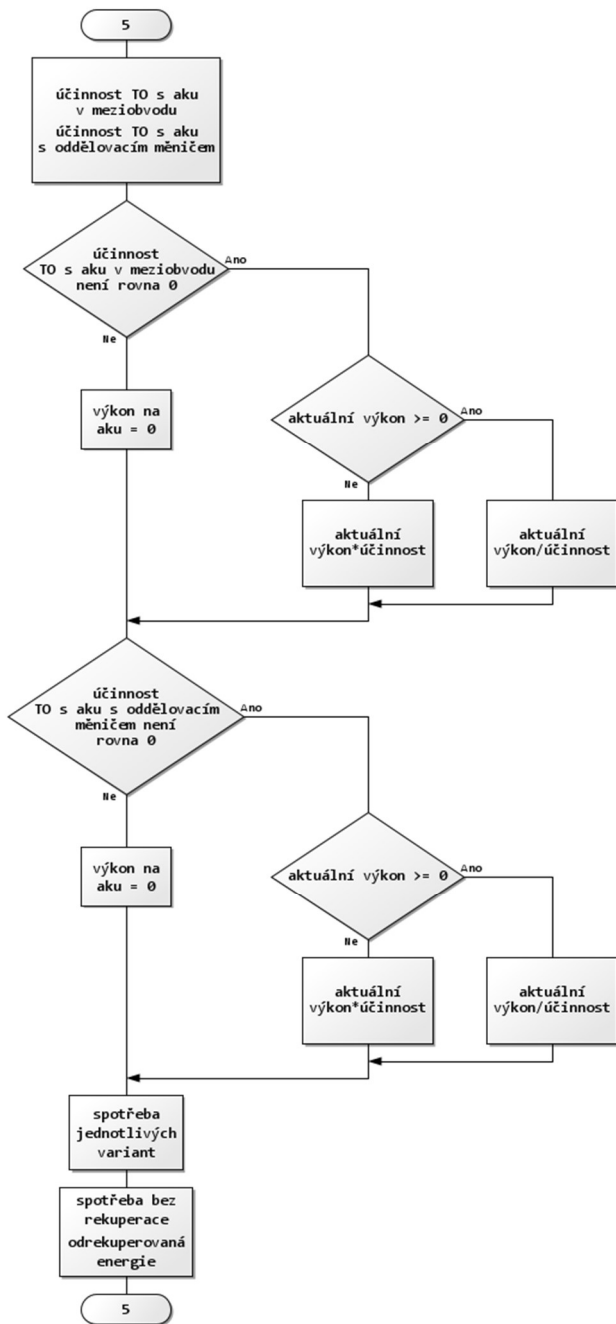 5
účinnost TO s aku
v meziobvodu
účinnost TO s aku
s oddělovacím měničem
účinnost
TO s aku v meziobvodu
není rovna 0
Ano
Ne
výkon na
aku = 0
aktuální výkon >= 0
Ano
Ne
aktuální
výkon*účinnost
aktuální
výkon/účinnost
účinnost
TO s aku s oddělovacím
měničem není
rovna 0
Ano
Ne
výkon na
aku = 0
aktuální výkon >= 0
Ano
Ne
aktuální
výkon*účinnost
aktuální
výkon/účinnost
spotřeba
jednotlivých
variant
spotřeba bez
rekuperace
odrekuperovaná
energie
5